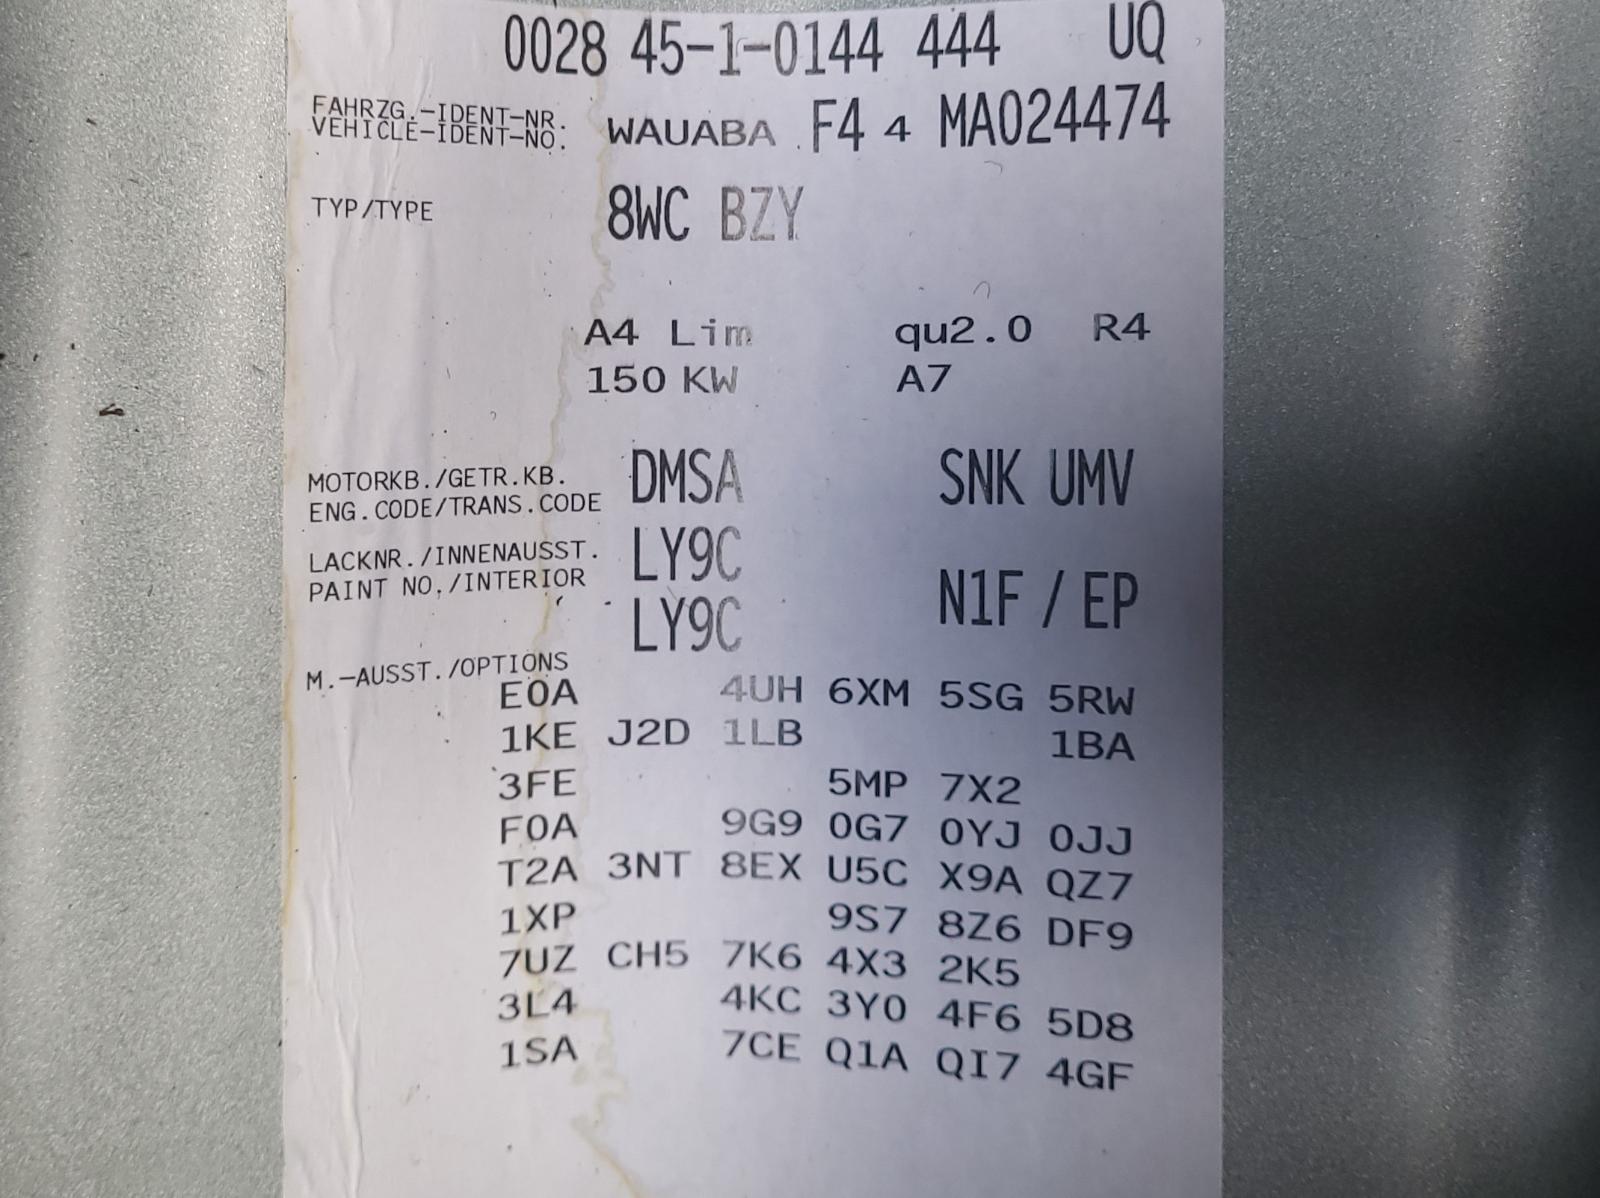 0028 45-1-0144 444 UQ
FAHRZG.-IDENT-NR.
VEHICLE-IDENT-NO. WAUABA F4 4 MA024474
TYP/TYPE 8WC BZY
A4 Lim qu2.0 R4
150 KW A7
MOTORKB./GETR.KB.
ENG.CODE/TRANS.CODE DMSA SNK UMV
LACKNR./INNENAUSST. LY9C
PAINT NO./INTERIOR N1F / EP
LY9C
M.-AUSST./OPTIONS
E0A 4UH 6XM 5SG 5RW
1KE J2D 1LB 1BA
3FE 5MP 7X2
F0A 9G9 0G7 0YJ 0JJ
T2A 3NT 8EX U5C X9A QZ7
1XP 9S7 8Z6 DF9
7UZ CH5 7K6 4X3 2K5
3L4 4KC 3Y0 4F6 5D8
1SA 7CE Q1A QI7 4GF